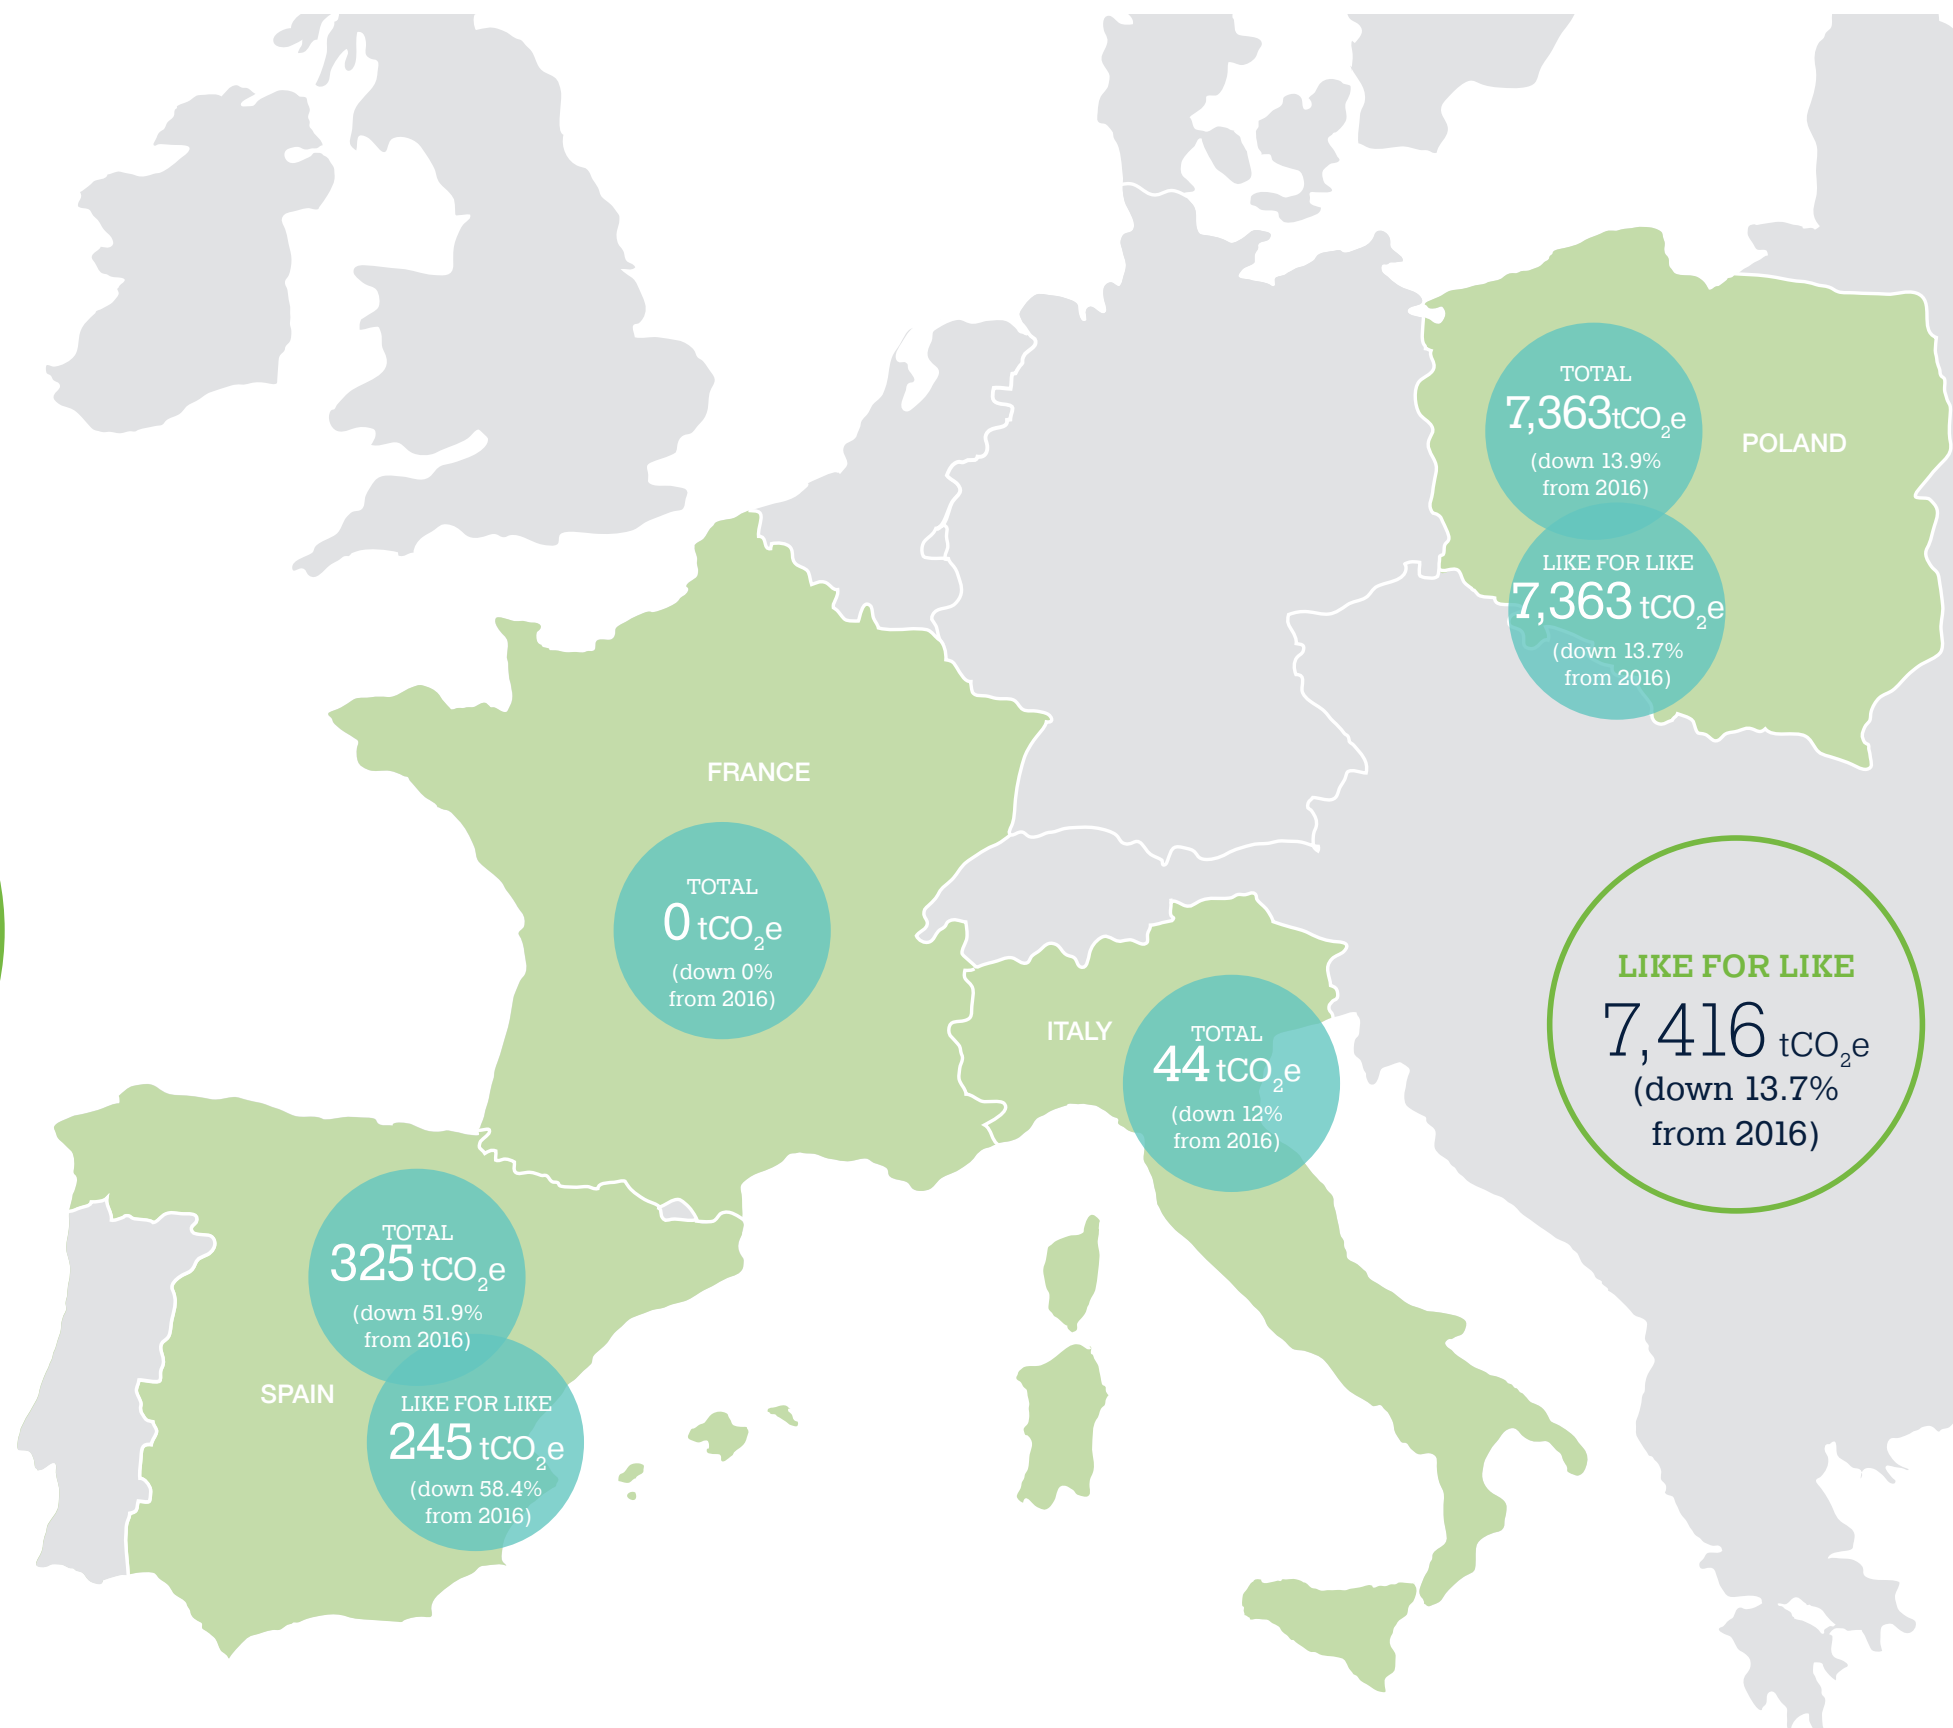 TOTAL
7,363tCO₂e
(down 13.9%
from 2016)
POLAND
LIKE FOR LIKE
7,363 tCO₂e
(down 13.7%
from 2016)
FRANCE
TOTAL
0 tCO₂e
(down 0%
from 2016)
ITALY
TOTAL
44 tCO₂e
(down 12%
from 2016)
LIKE FOR LIKE
7,416 tCO₂e
(down 13.7%
from 2016)
TOTAL
325 tCO₂e
(down 51.9%
from 2016)
SPAIN
LIKE FOR LIKE
245 tCO₂e
(down 58.4%
from 2016)